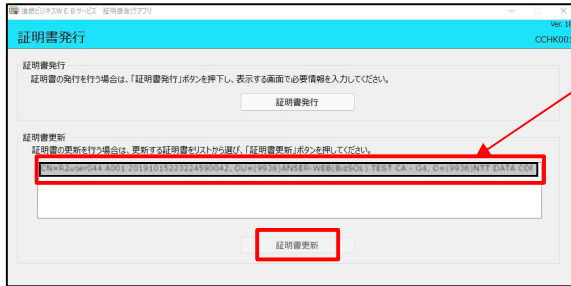 道銀ビジネスWEBサービス 証明書発行アプリ
Ver. 1
証明書発行
CCHK001
証明書発行
証明書の発行を行う場合は、「証明書発行」ボタンを押下し、表示する画面で必要情報を入力してください。
証明書発行
証明書更新
証明書の更新を行う場合は、更新する証明書をリストから選び、「証明書更新」ボタンを押してください。
CN=R2user044 A001 20191015223224590042, OU=(9936)ANSER-WEB(BizSOL) TEST CA - G4, O=(9936)NTT DATA COR
証明書更新